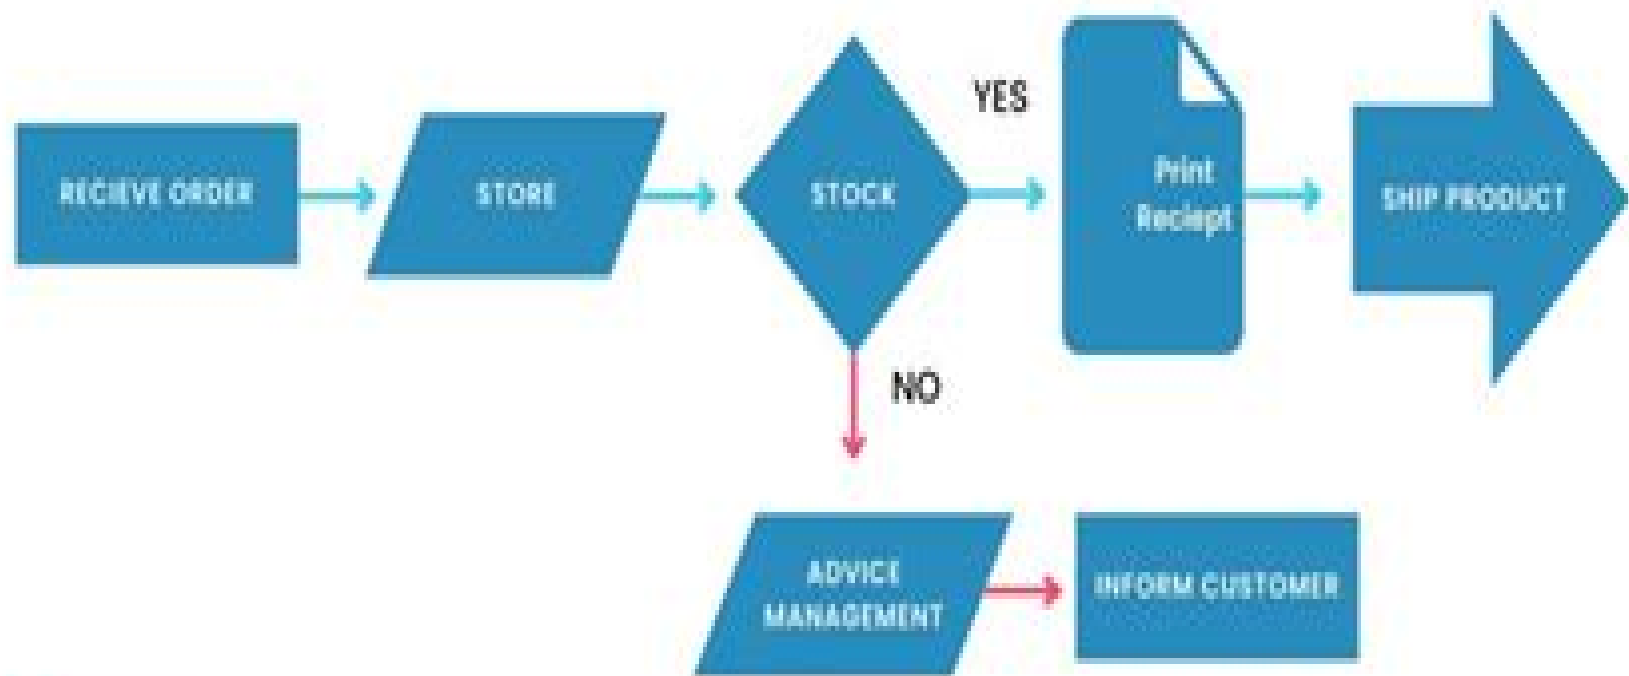 RECIEVE ORDER
STORE
STOCK
YES
Print
Reciept
SHIP PRODUCT
NO
ADVICE
MANAGEMENT
INFORM CUSTOMER